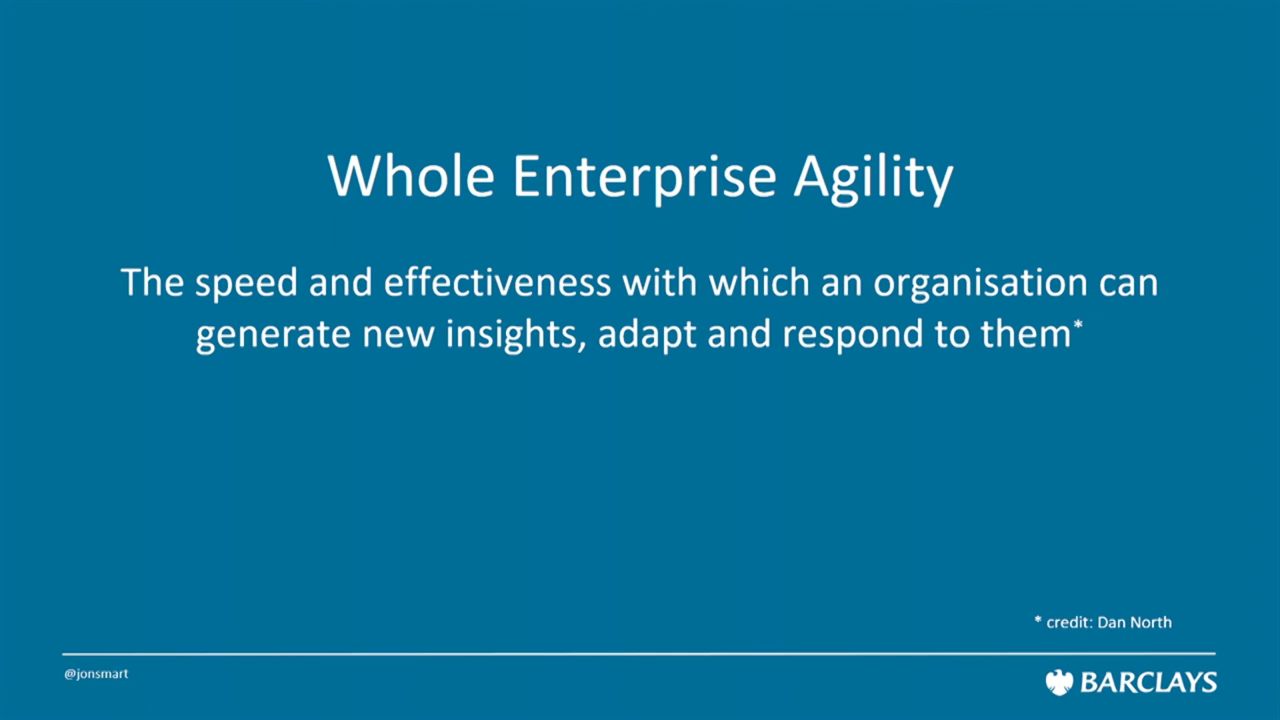 Whole Enterprise Agility
The speed and effectiveness with which an organisation can
generate new insights, adapt and respond to them*
* credit: Dan North
@jonsmart
BARCLAYS